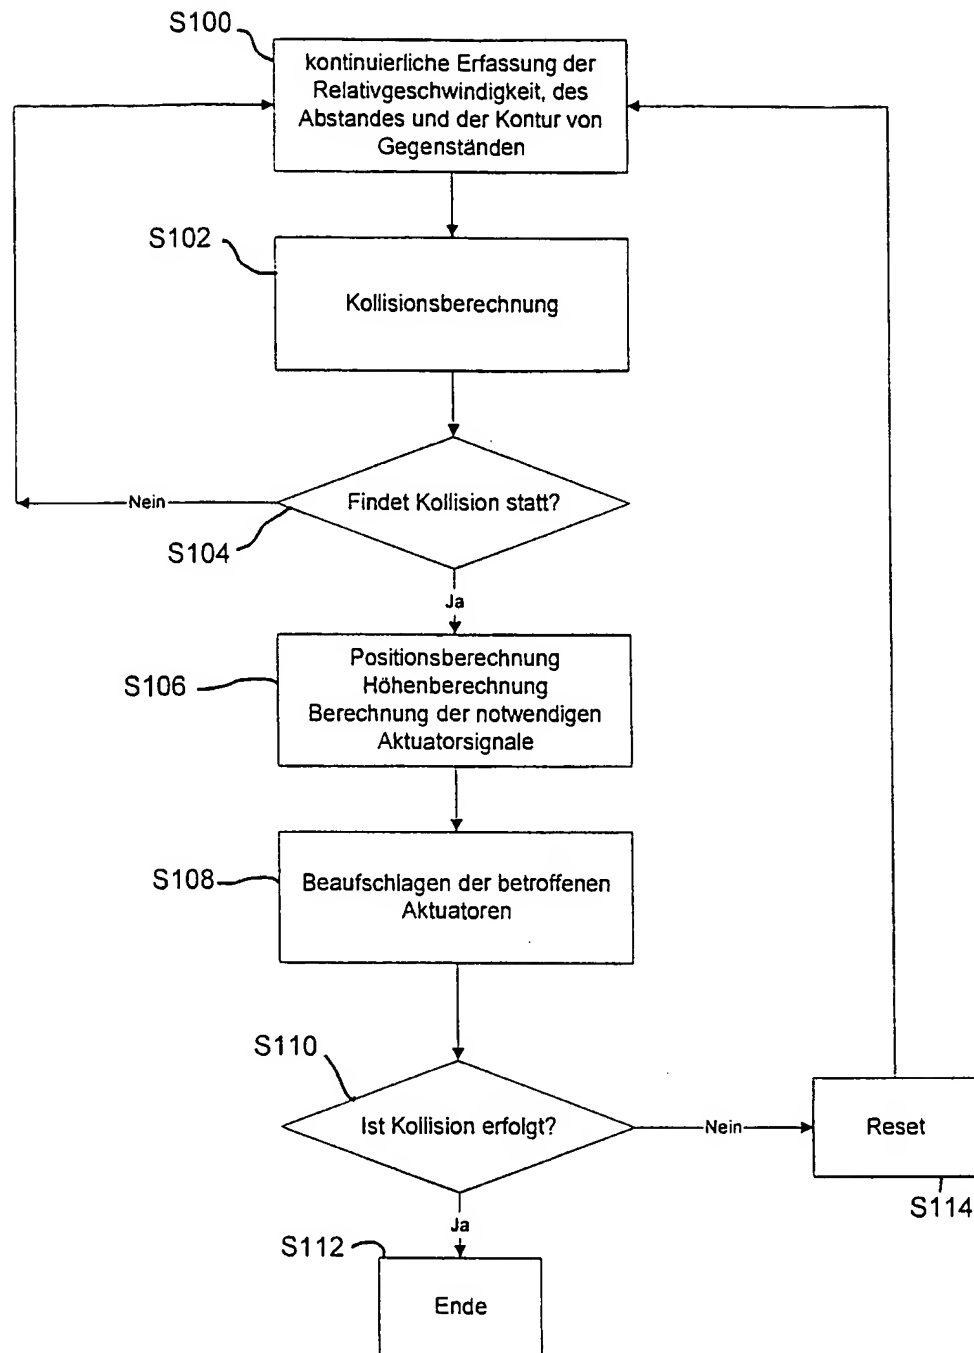 S100
kontinuierliche Erfassung der
Relativgeschwindigkeit, des
Abstandes und der Kontur von
Gegenständen
S102
Kollisionsberechnung
Nein
Findet Kollision statt?
S104
Ja
S106
Positionsberechnung
Höhenberechnung
Berechnung der notwendigen
Aktuatorsignale
S108
Beaufschlagen der betroffenen
Aktuatoren
S110
Ist Kollision erfolgt?
Nein
Reset
S114
Ja
S112
Ende